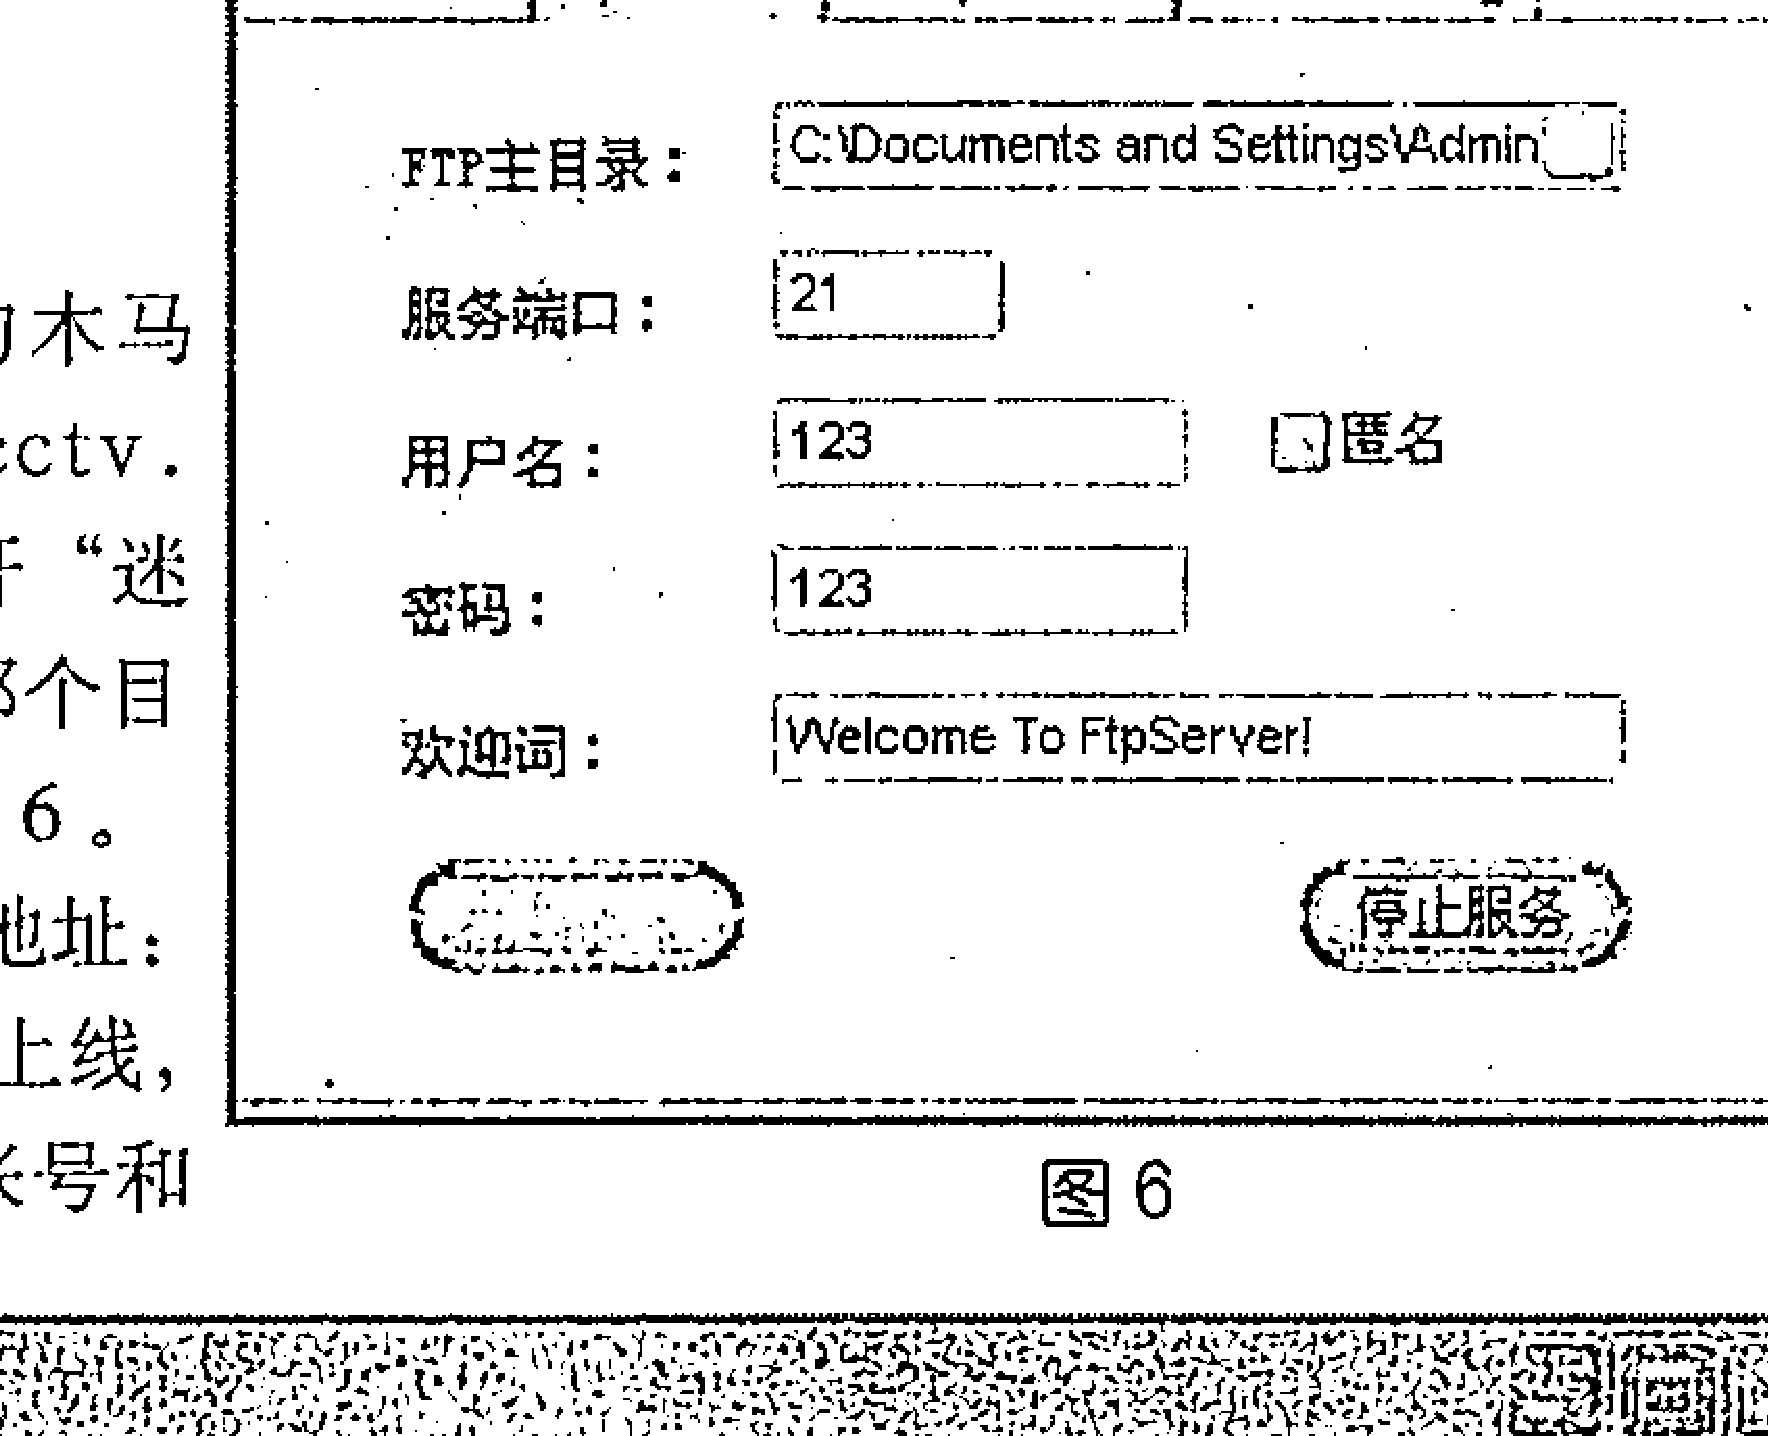 木马
cctv.
“迷
个目
6。
地址：
上线，
号和
FTP主目录： C:\Documents and Settings\Admin
服务端口： 21
用户名： 123 匿名
密码： 123
欢迎词： Welcome To FtpServer!
停止服务
图 6